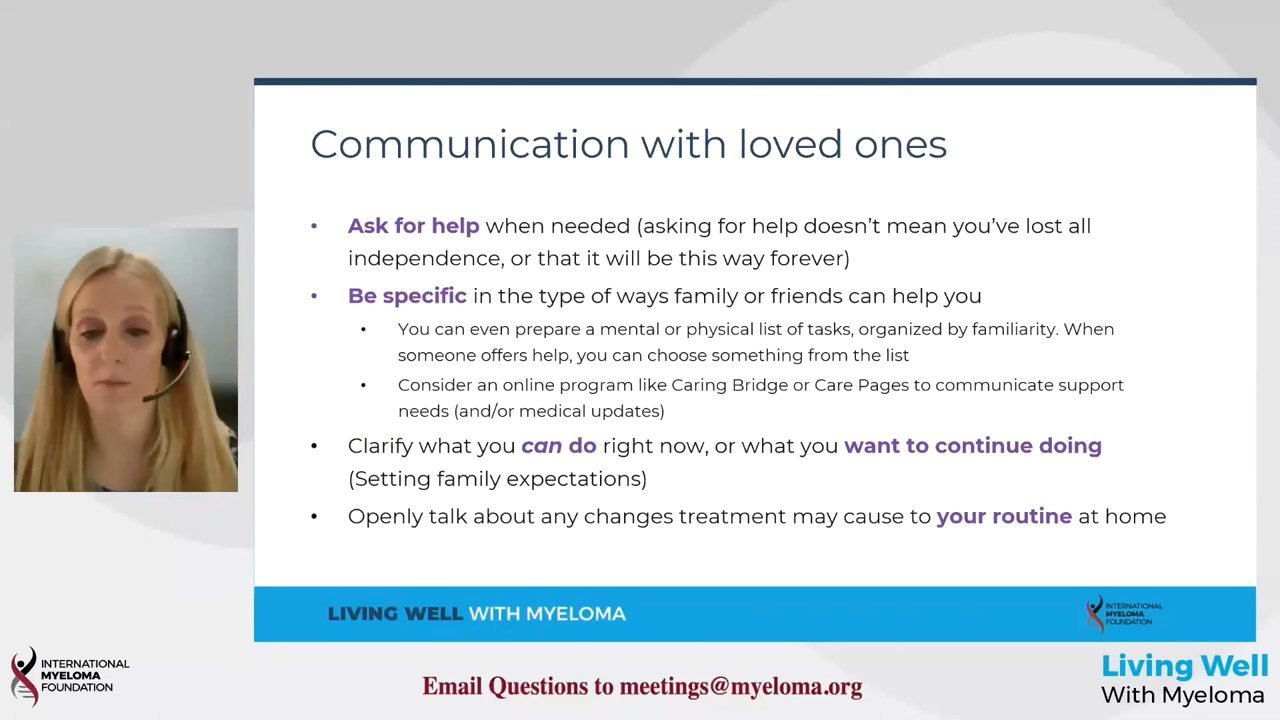 Communication with loved ones
• Ask for help when needed (asking for help doesn’t mean you’ve lost all
independence, or that it will be this way forever)
• Be specific in the type of ways family or friends can help you
• You can even prepare a mental or physical list of tasks, organized by familiarity. When
someone offers help, you can choose something from the list
• Consider an online program like Caring Bridge or Care Pages to communicate support
needs (and/or medical updates)
• Clarify what you can do right now, or what you want to continue doing
(Setting family expectations)
• Openly talk about any changes treatment may cause to your routine at home
LIVING WELL WITH MYELOMA
INTERNATIONAL
MYELOMA
FOUNDATION
INTERNATIONAL
MYELOMA
FOUNDATION
Email Questions to meetings@myeloma.org
Living Well
With Myeloma